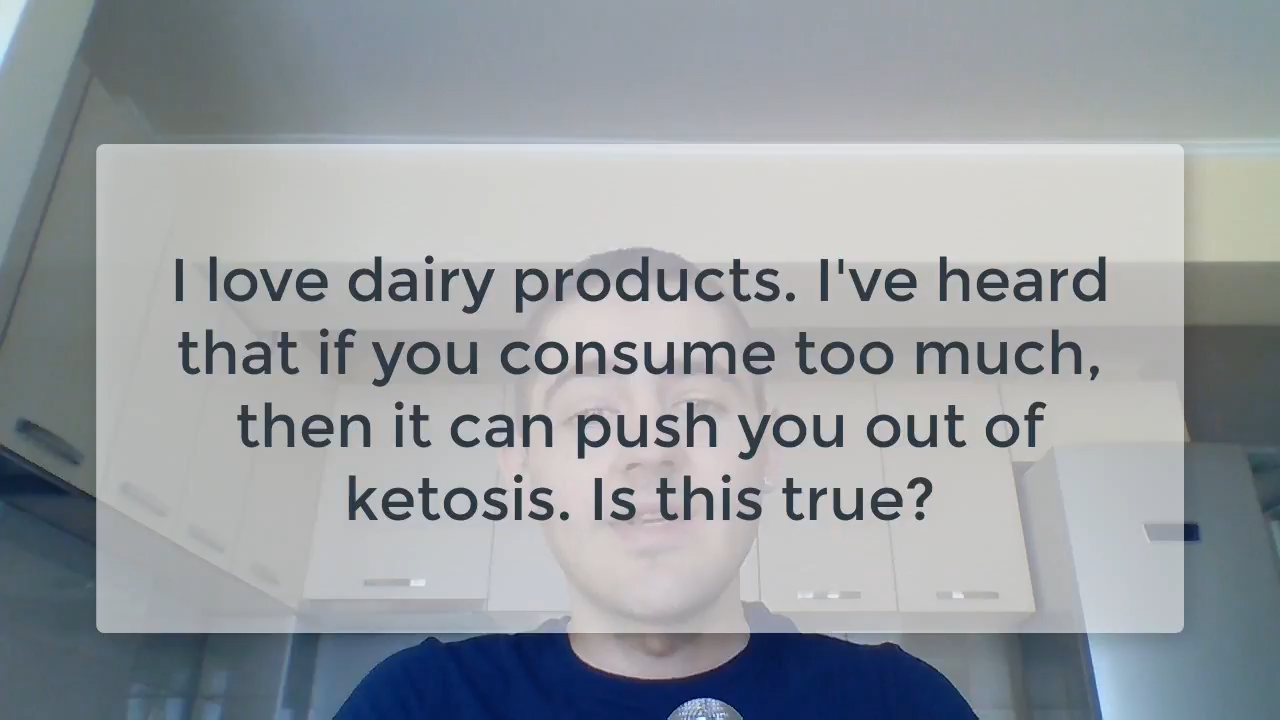 I love dairy products. I've heard
that if you consume too much,
then it can push you out of
ketosis. Is this true?